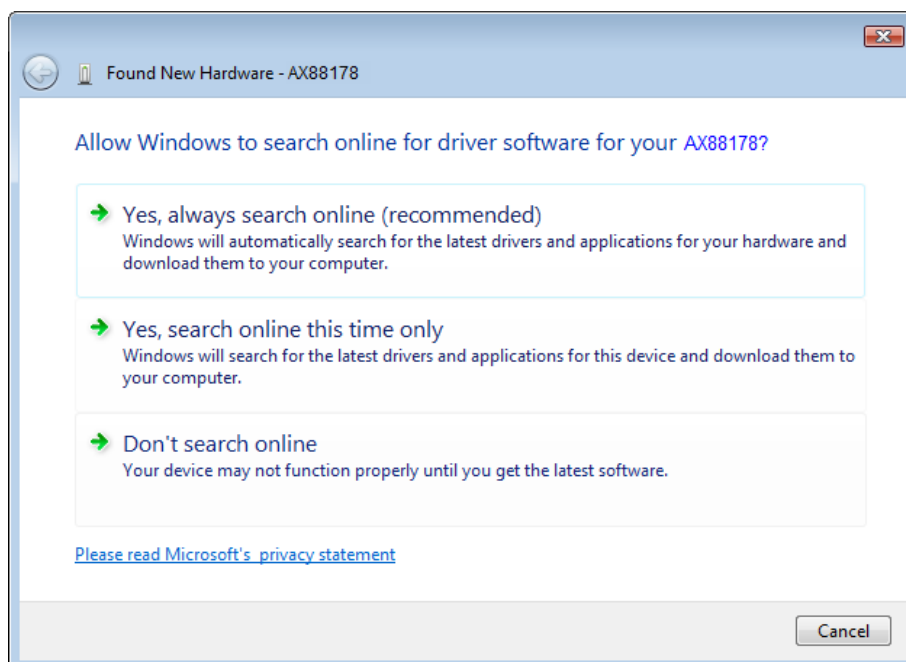 Found New Hardware - AX88178
Allow Windows to search online for driver software for your AX88178?
Yes, always search online (recommended)
Windows will automatically search for the latest drivers and applications for your hardware and
download them to your computer.
Yes, search online this time only
Windows will search for the latest drivers and applications for this device and download them to
your computer.
Don't search online
Your device may not function properly until you get the latest software.
Please read Microsoft's privacy statement
Cancel